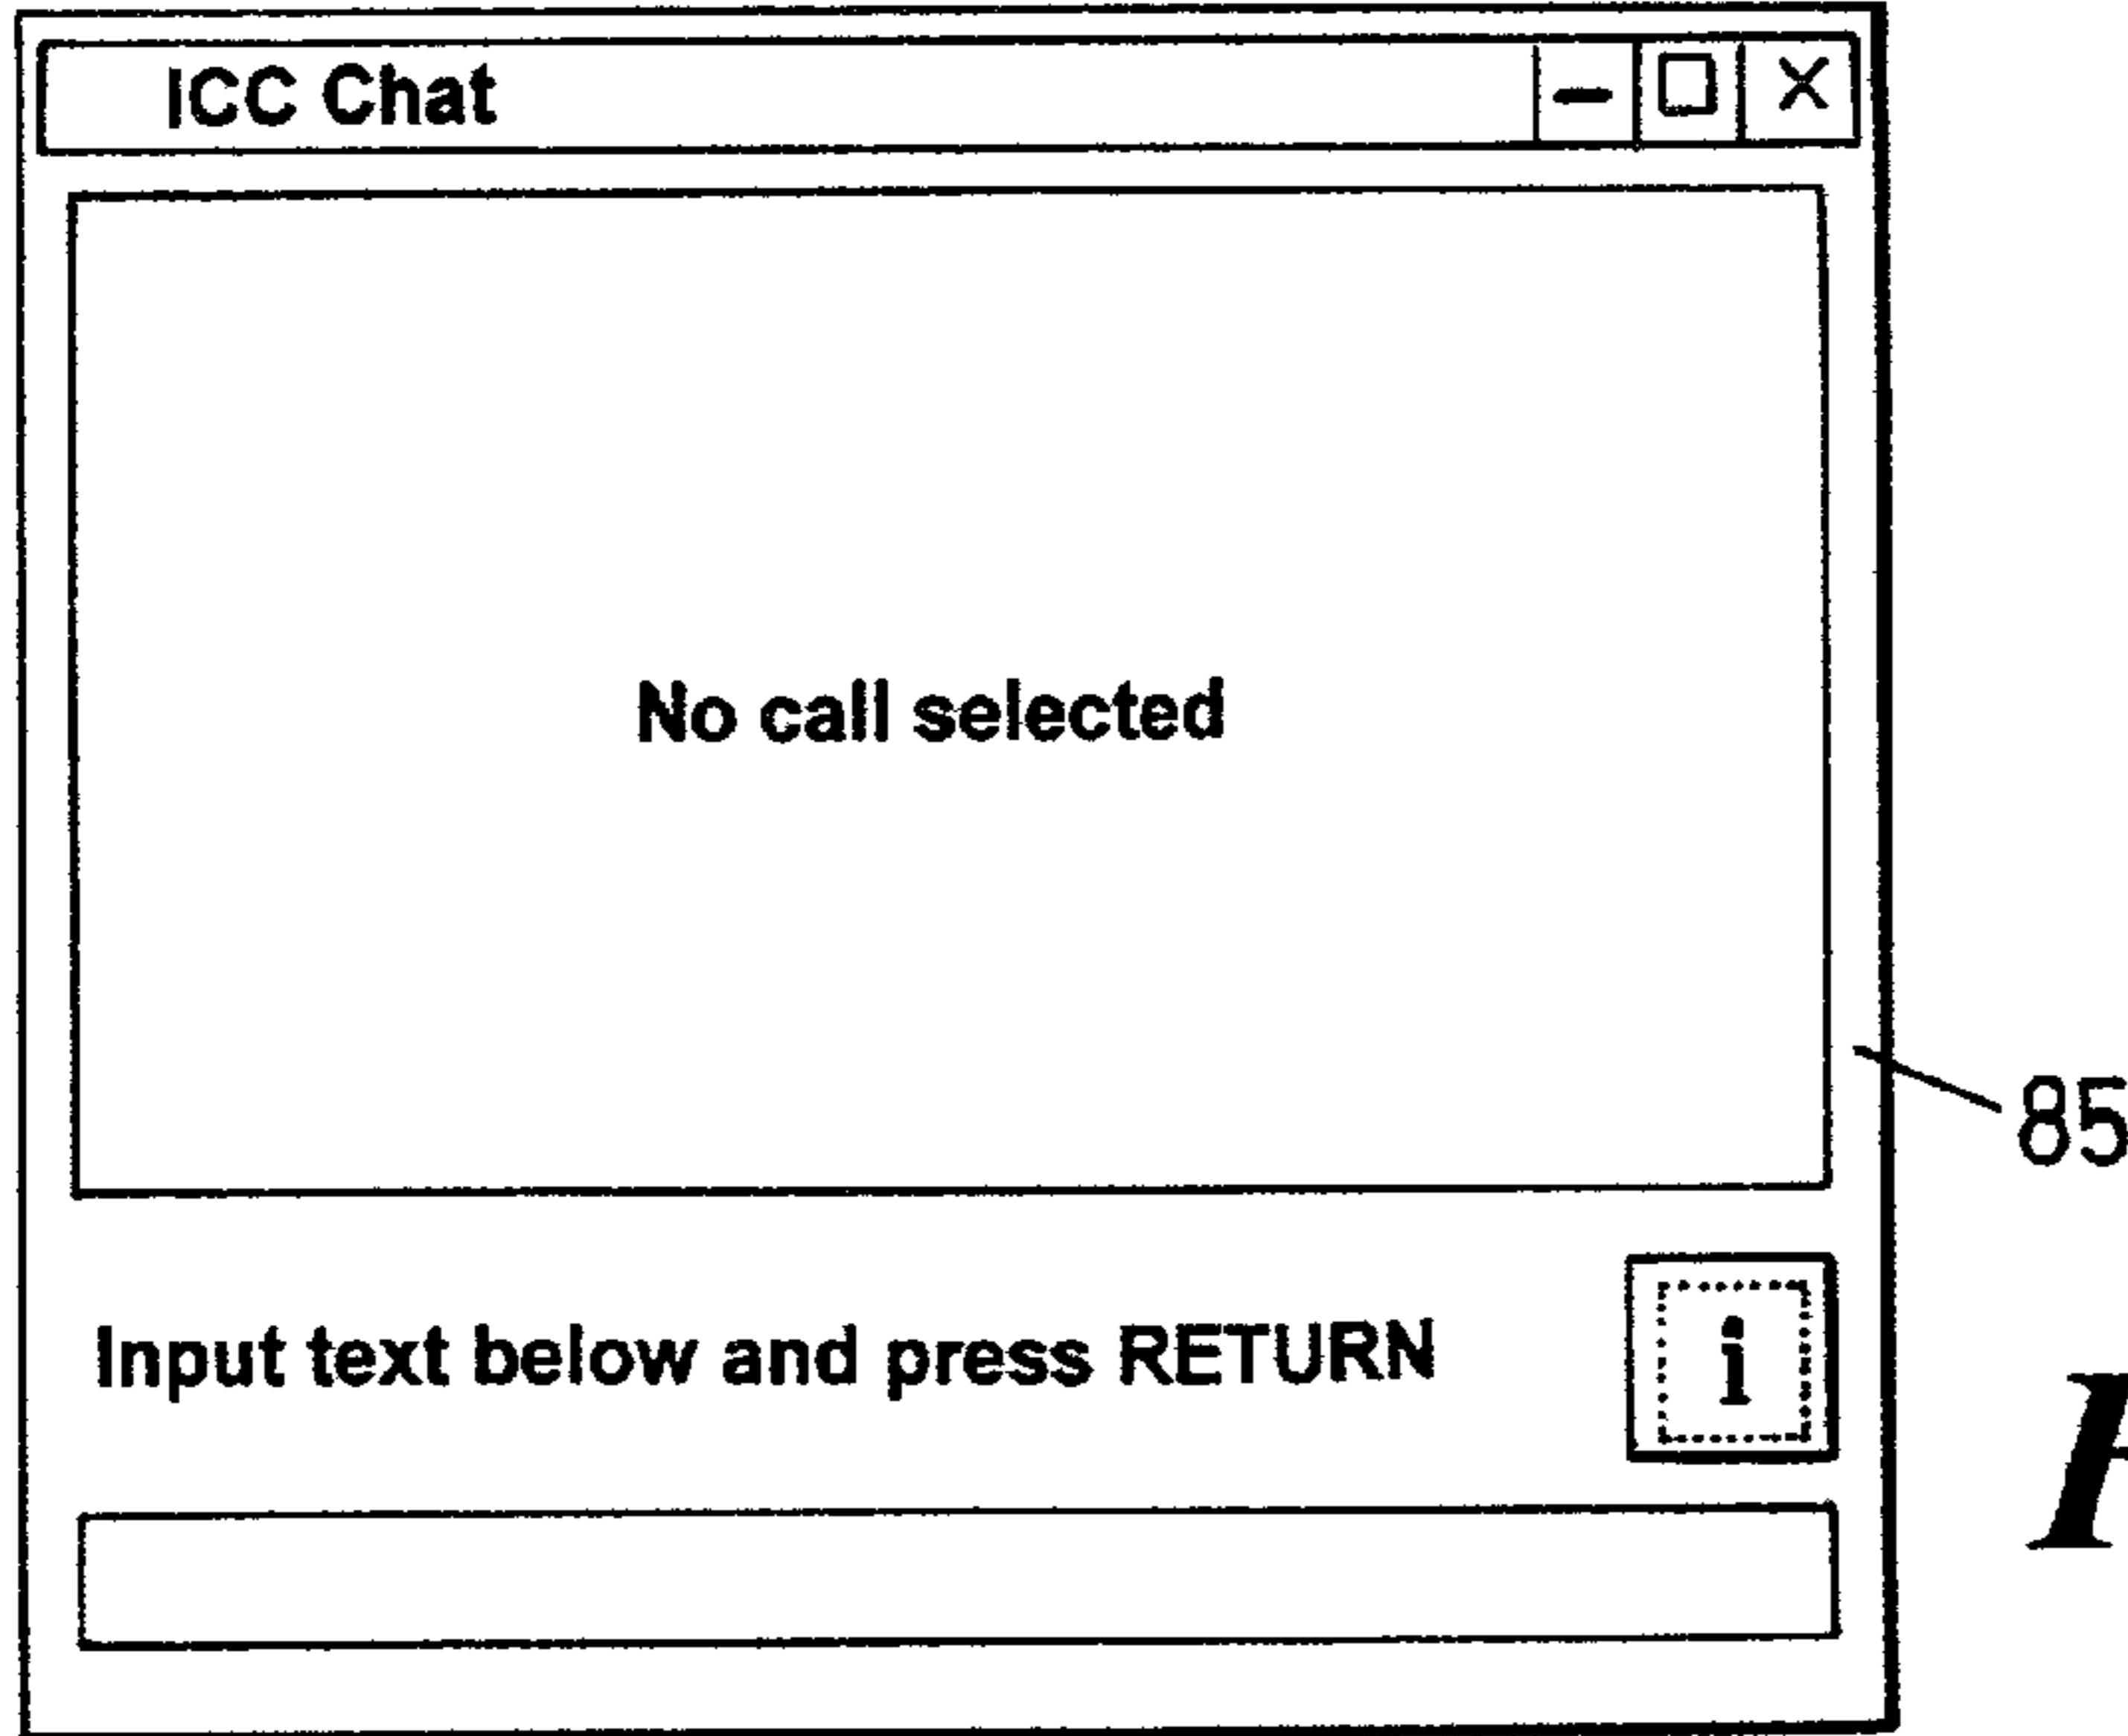 ICC Chat
No call selected
85
Input text below and press RETURN
i